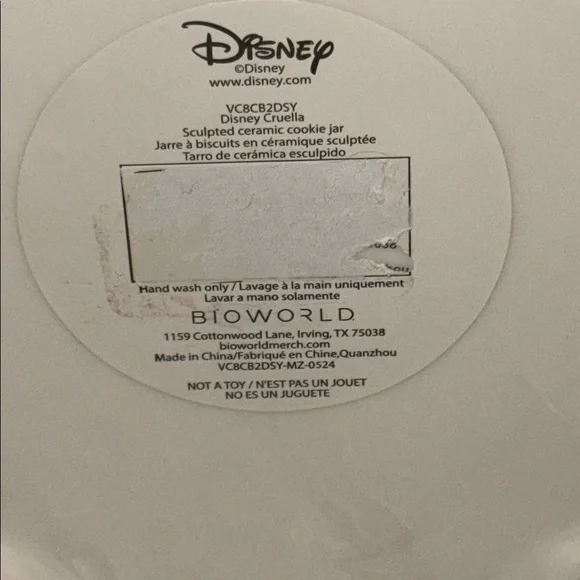 Disney
©Disney
www.disney.com
VC8CB2DSY
Disney Cruella
Sculpted ceramic cookie jar
Jarre à biscuits en céramique sculptée
Tarro de cerámica esculpido
Hand wash only / Lavage à la main uniquement
Lavar a mano solamente
BIOWORLD
1159 Cottonwood Lane, Irving, TX 75038
bioworldmerch.com
Made in China/Fabriqué en Chine,Quanzhou
VC8CB2DSY-MZ-0524
NOT A TOY / N'EST PAS UN JOUET
NO ES UN JUGUETE